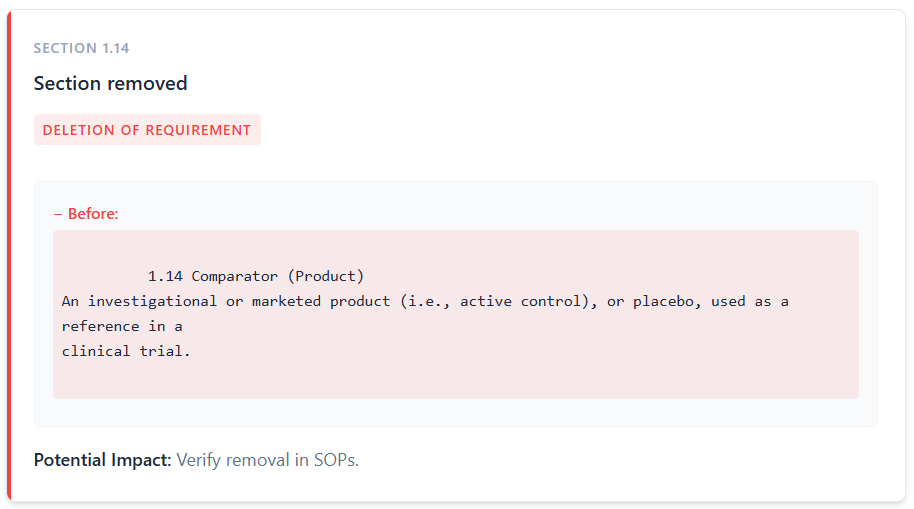 SECTION 1.14
Section removed
DELETION OF REQUIREMENT
– Before:
1.14 Comparator (Product)
An investigational or marketed product (i.e., active control), or placebo, used as a
reference in a
clinical trial.
Potential Impact: Verify removal in SOPs.